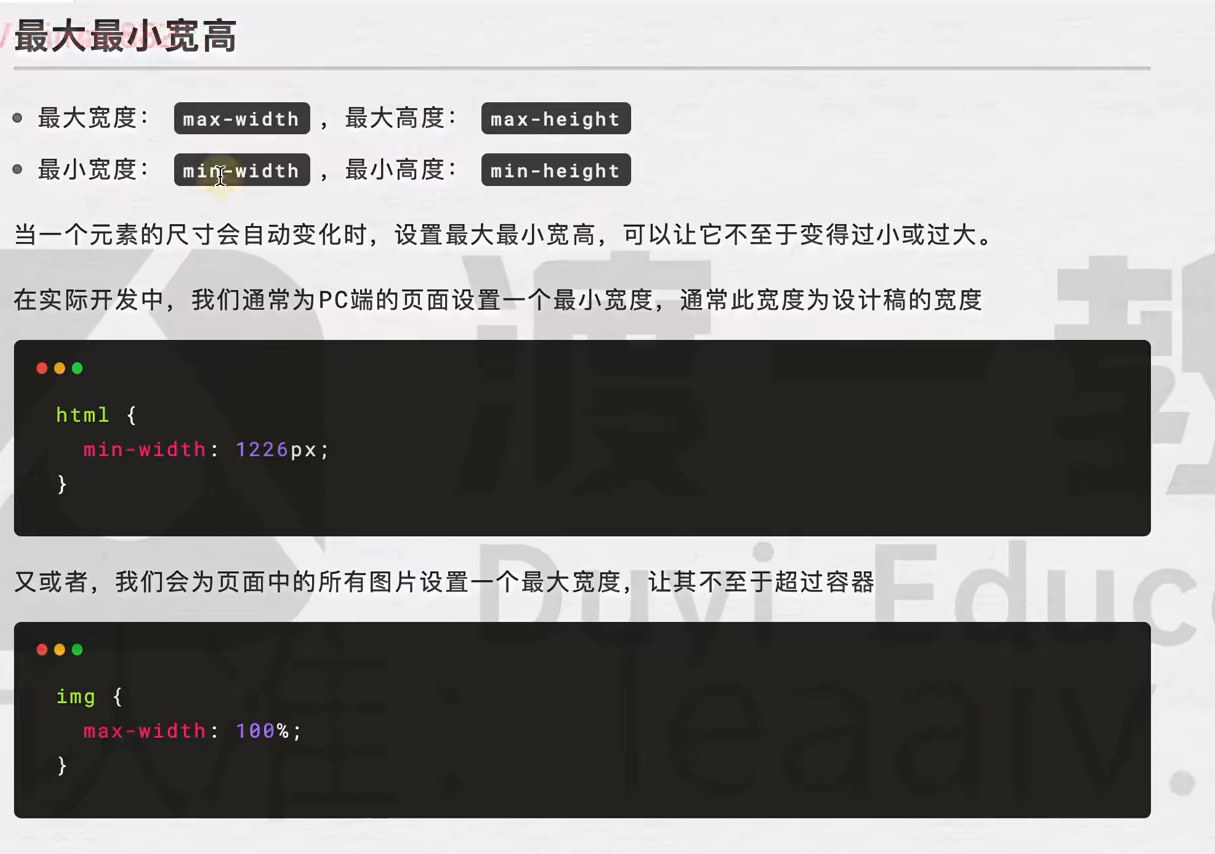 最大最小宽高
最大宽度： max-width ，最大高度： max-height
最小宽度： min-width ，最小高度： min-height
当一个元素的尺寸会自动变化时，设置最大最小宽高，可以让它不至于变得过小或过大。
在实际开发中，我们通常为PC端的页面设置一个最小宽度，通常此宽度为设计稿的宽度
html {
min-width: 1226px;
}
又或者，我们会为页面中的所有图片设置一个最大宽度，让其不至于超过容器
img {
max-width: 100%;
}
渡一
Duyi Educ